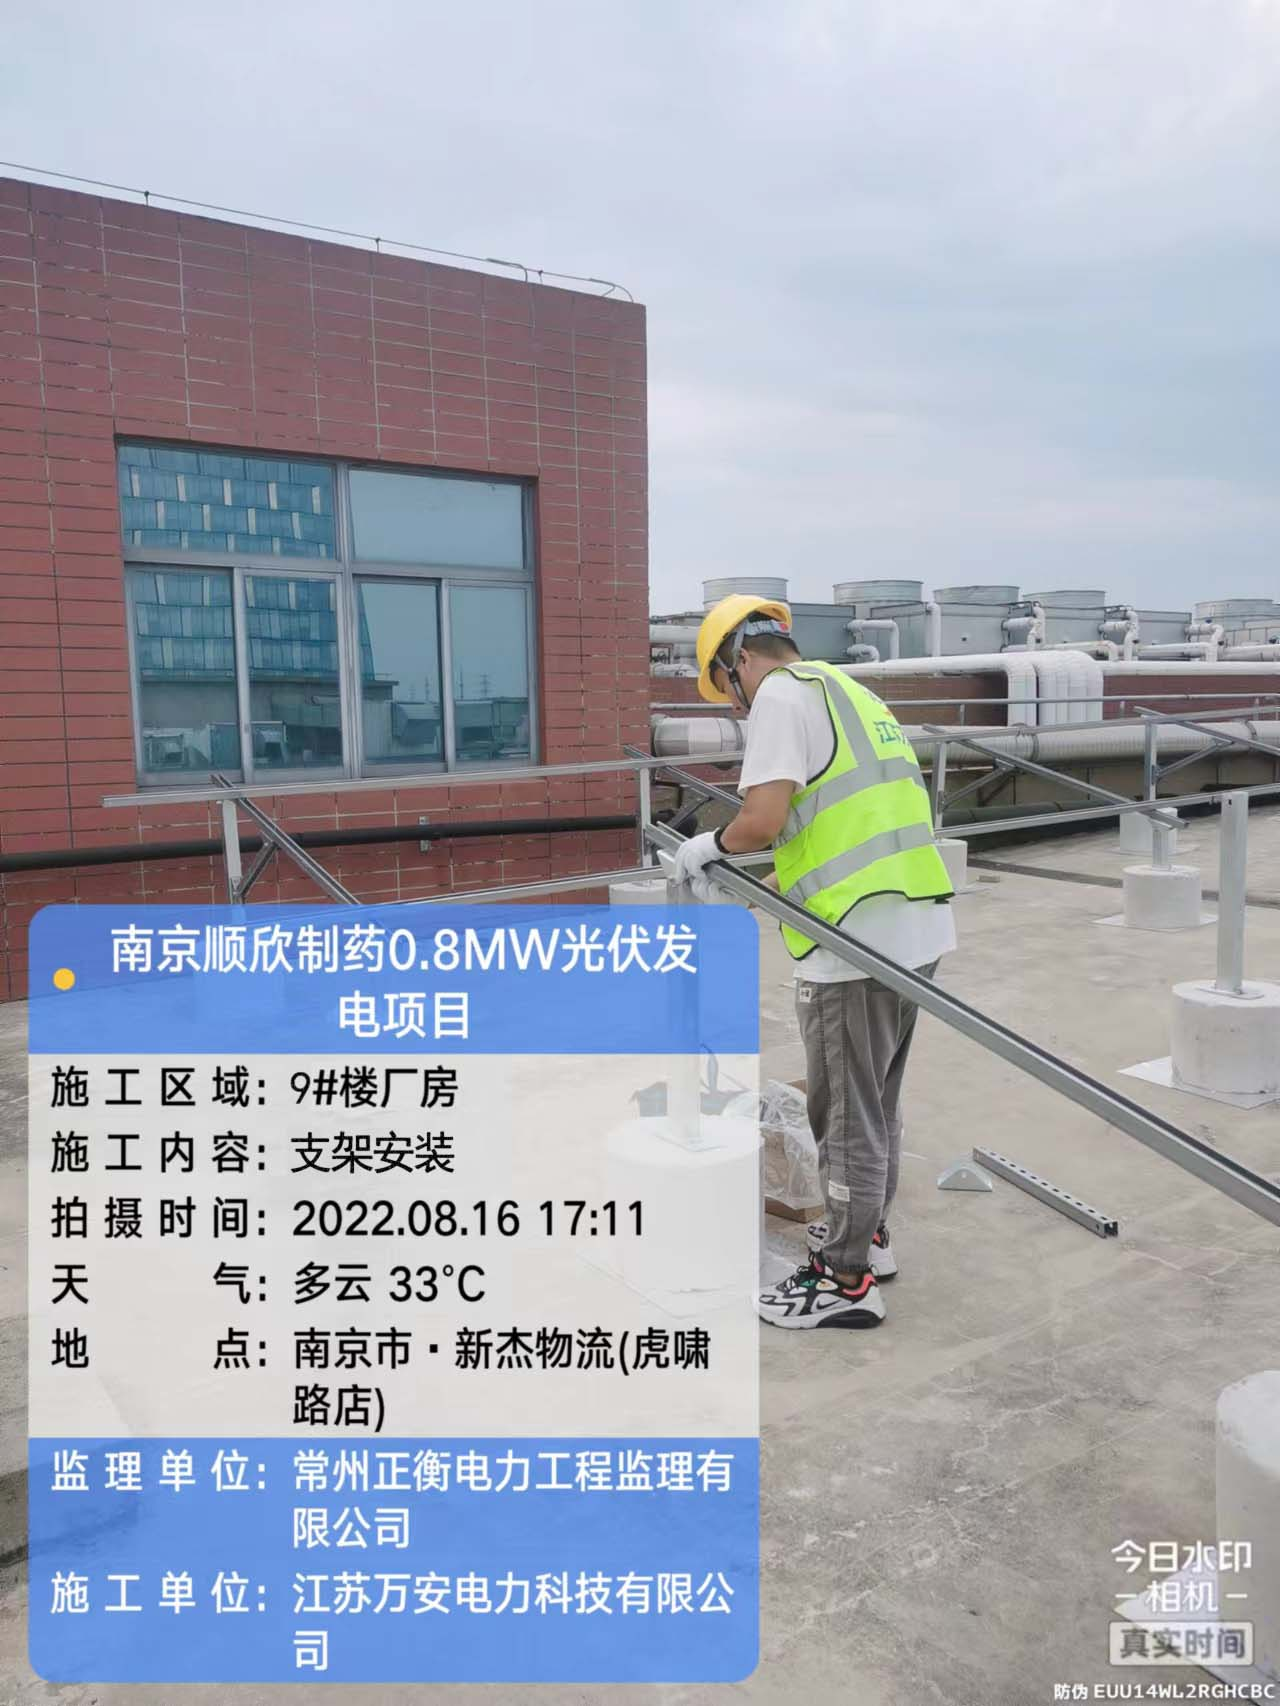 江苏
南京顺欣制药0.8MW光伏发
电项目
施工区域：9#楼厂房
施工内容：支架安装
拍摄时间：2022.08.16 17:11
天气：多云 33°C
地点：南京市·新杰物流(虎啸
路店)
监理单位：常州正衡电力工程监理有
限公司
施工单位：江苏万安电力科技有限公
司
今日水印
相机
真实时间
防伪 EUU14WL2RGHCBC